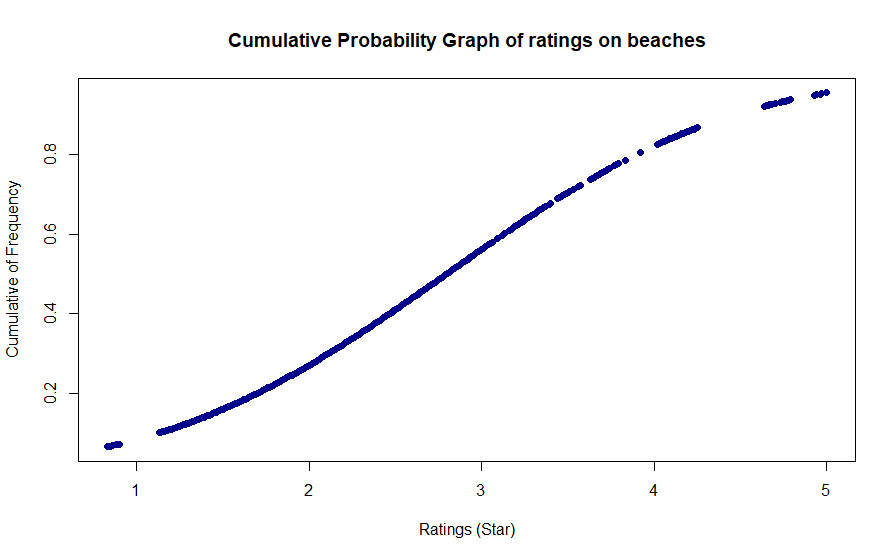 Cumulative Probability Graph of ratings on beaches
Cumulative of Frequency
0.8
0.6
0.4
0.2
1 2 3 4 5
Ratings (Star)